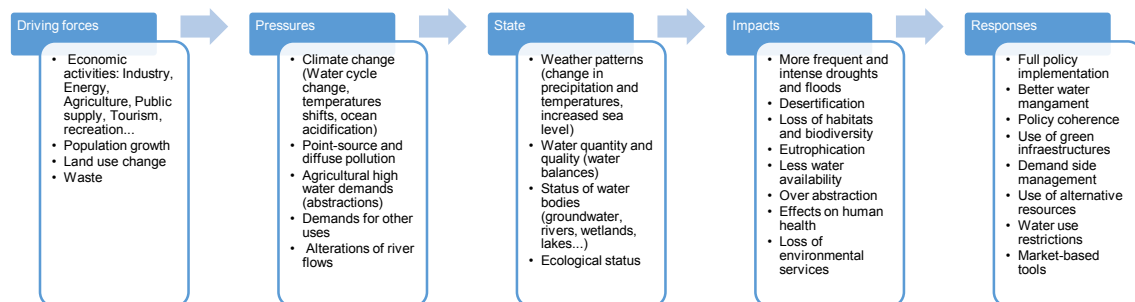 Driving forces
Economic
activities: Industry,
Energy,
Agriculture, Public
supply, Tourism,
recreation...
Population growth
Land use change
Waste
Pressures
Climate change
(Water cycle
change,
temperatures
shifts, ocean
acidification)
Point-source and
diffuse pollution
Agricultural high
water demands
(abstractions)
Demands for other
uses
Alterations of river
flows
State
Weather patterns
(change in
precipitation and
temperatures,
increased sea
level)
Water quantity and
quality (water
balances)
Status of water
bodies
(groundwater,
rivers, wetlands,
lakes...)
Ecological status
Impacts
More frequent and
intense droughts
and floods
Desertification
Loss of habitats
and biodiversity
Eutrophication
Less water
availability
Over abstraction
Effects on human
health
Loss of
environmental
services
Responses
Full policy
implementation
Better water
mangament
Policy coherence
Use of green
infraestructures
Demand side
management
Use of alternative
resources
Water use
restrictions
Market-based
tools